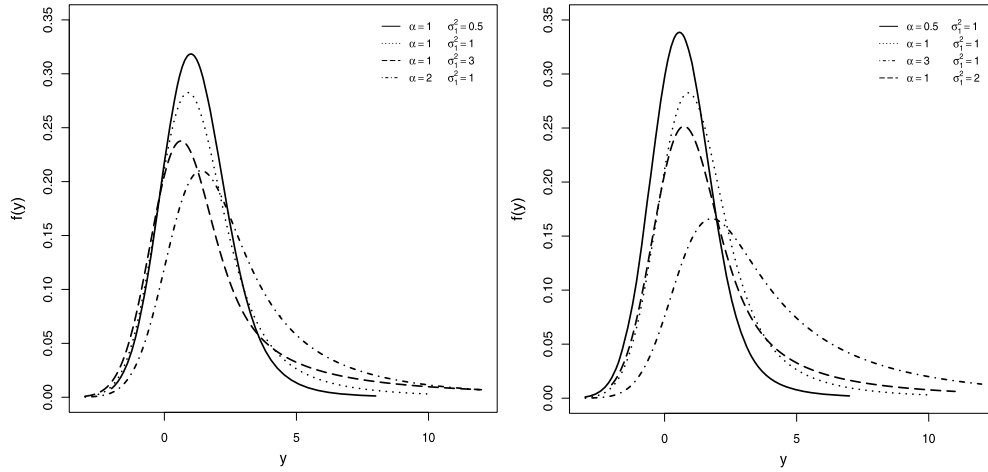 α = 1 σ₁² = 0.5
α = 1 σ₁² = 1
α = 1 σ₁² = 3
α = 2 σ₁² = 1
0.35
0.30
0.25
0.20
0.15
0.10
0.05
0.00
f(y)
0 5 10
y
α = 0.5 σ₁² = 1
α = 1 σ₁² = 1
α = 3 σ₁² = 1
α = 1 σ₁² = 2
0.35
0.30
0.25
0.20
0.15
0.10
0.05
0.00
f(y)
0 5 10
y